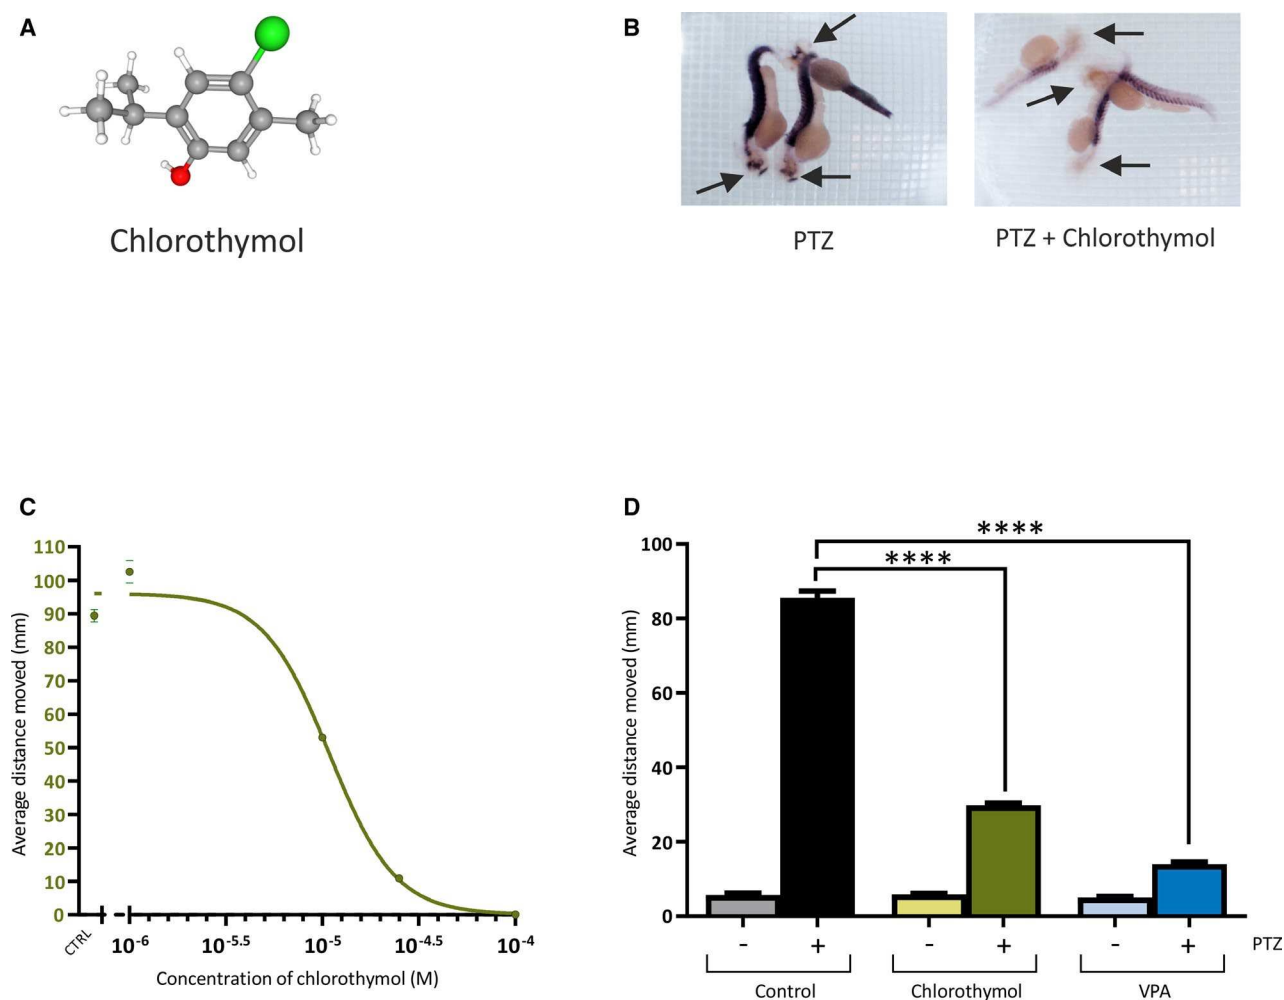 A
Chlorothymol
B
PTZ
PTZ + Chlorothymol
C
Average distance moved (mm)
110
100
90
80
70
60
50
40
30
20
10
0
CTRL
10-6
10-5.5
10-5
10-4.5
10-4
Concentration of chlorothymol (M)
D
****
****
Average distance moved (mm)
100
80
60
40
20
0
- + - + - + PTZ
Control
Chlorothymol
VPA